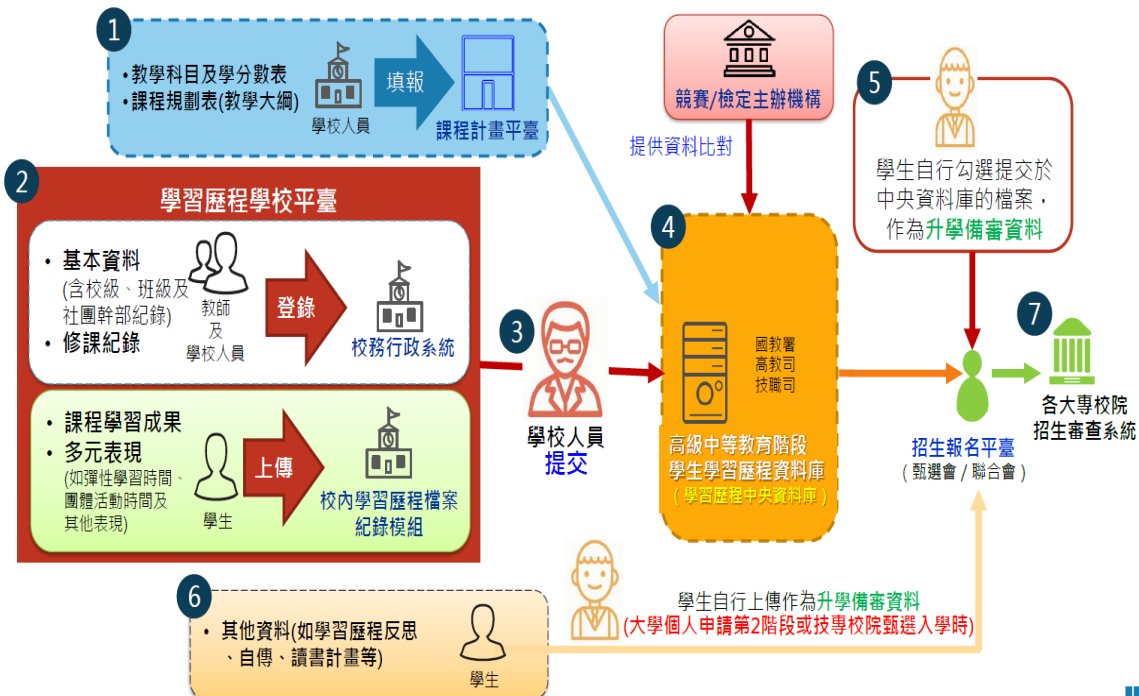 1
•教學科目及學分數表
•課程規劃表(教學大綱)
學校人員
填報
課程計畫平臺
競賽/檢定主辦機構
提供資料比對
5
學生自行勾選提交於
中央資料庫的檔案，
作為升學備審資料
2
學習歷程學校平臺
• 基本資料
(含校級、班級及
社團幹部紀錄)
• 修課紀錄
教師
及
學校人員
登錄
校務行政系統
• 課程學習成果
• 多元表現
(如彈性學習時間、
團體活動時間及
其他表現)
學生
上傳
校內學習歷程檔案
紀錄模組
3
學校人員
提交
4
國教署
高教司
技職司
高級中等教育階段
學生學習歷程資料庫
(學習歷程中央資料庫)
招生報名平臺
(甄選會/聯合會)
7
各大專校院
招生審查系統
6
• 其他資料(如學習歷程反思
、自傳、讀書計畫等)
學生
學生自行上傳作為升學備審資料
(大學個人申請第2階段或技專校院甄選入學時)